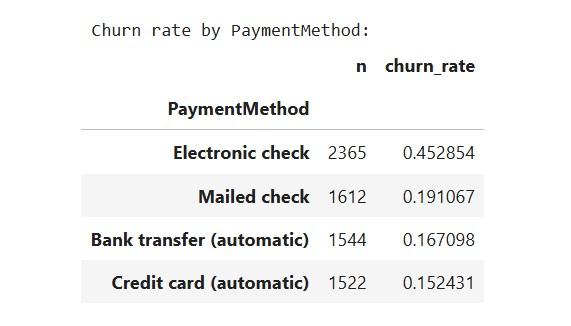 Churn rate by PaymentMethod:
n churn_rate
PaymentMethod
Electronic check 2365 0.452854
Mailed check 1612 0.191067
Bank transfer (automatic) 1544 0.167098
Credit card (automatic) 1522 0.152431